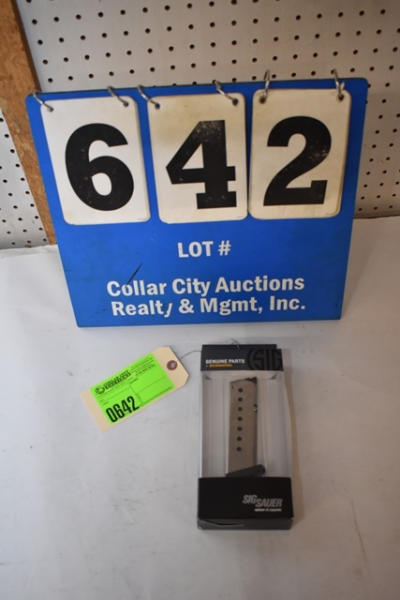 642
LOT #
Collar City Auctions
Realty & Mgmt, Inc.
0642
GENUINE PARTS
SIG
SIG
SAUER